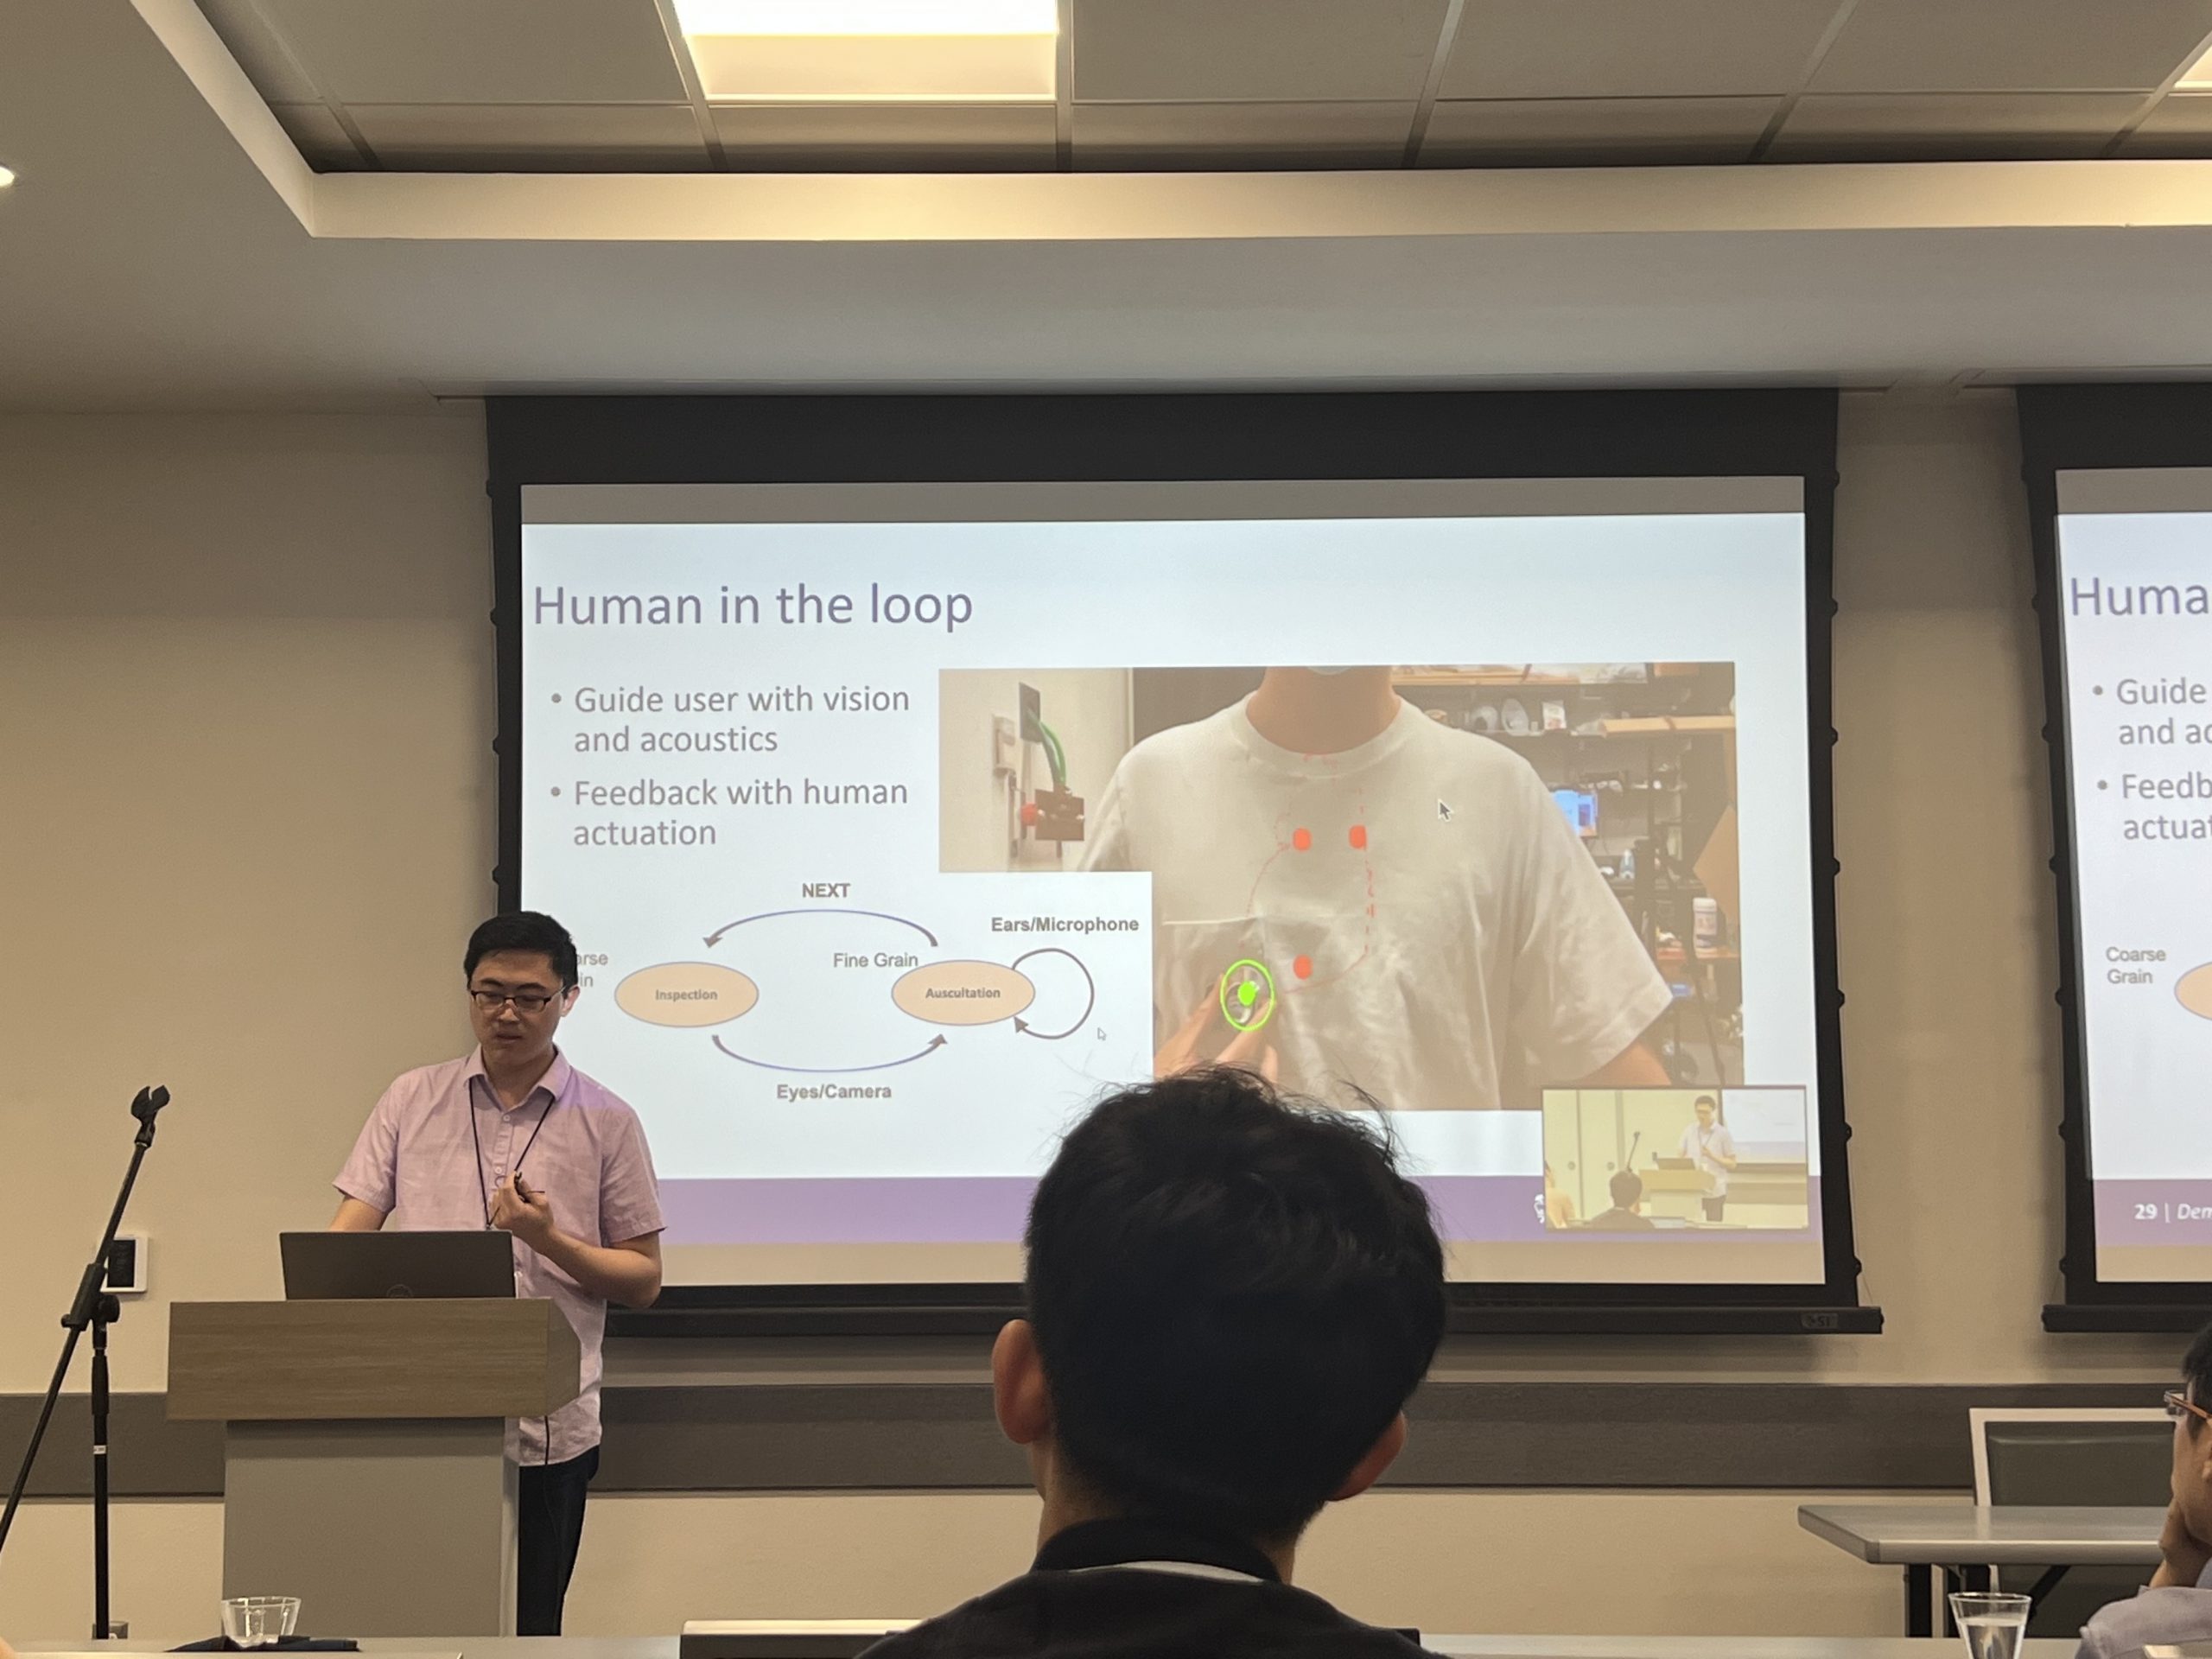 Human in the loop
• Guide user with vision
and acoustics
• Feedback with human
actuation
NEXT
Ears/Microphone
Fine Grain
Inspection
Auscultation
Eyes/Camera
Huma
• Guide
and ac
• Feedb
actuat
Coarse
Grain
29 | Dem